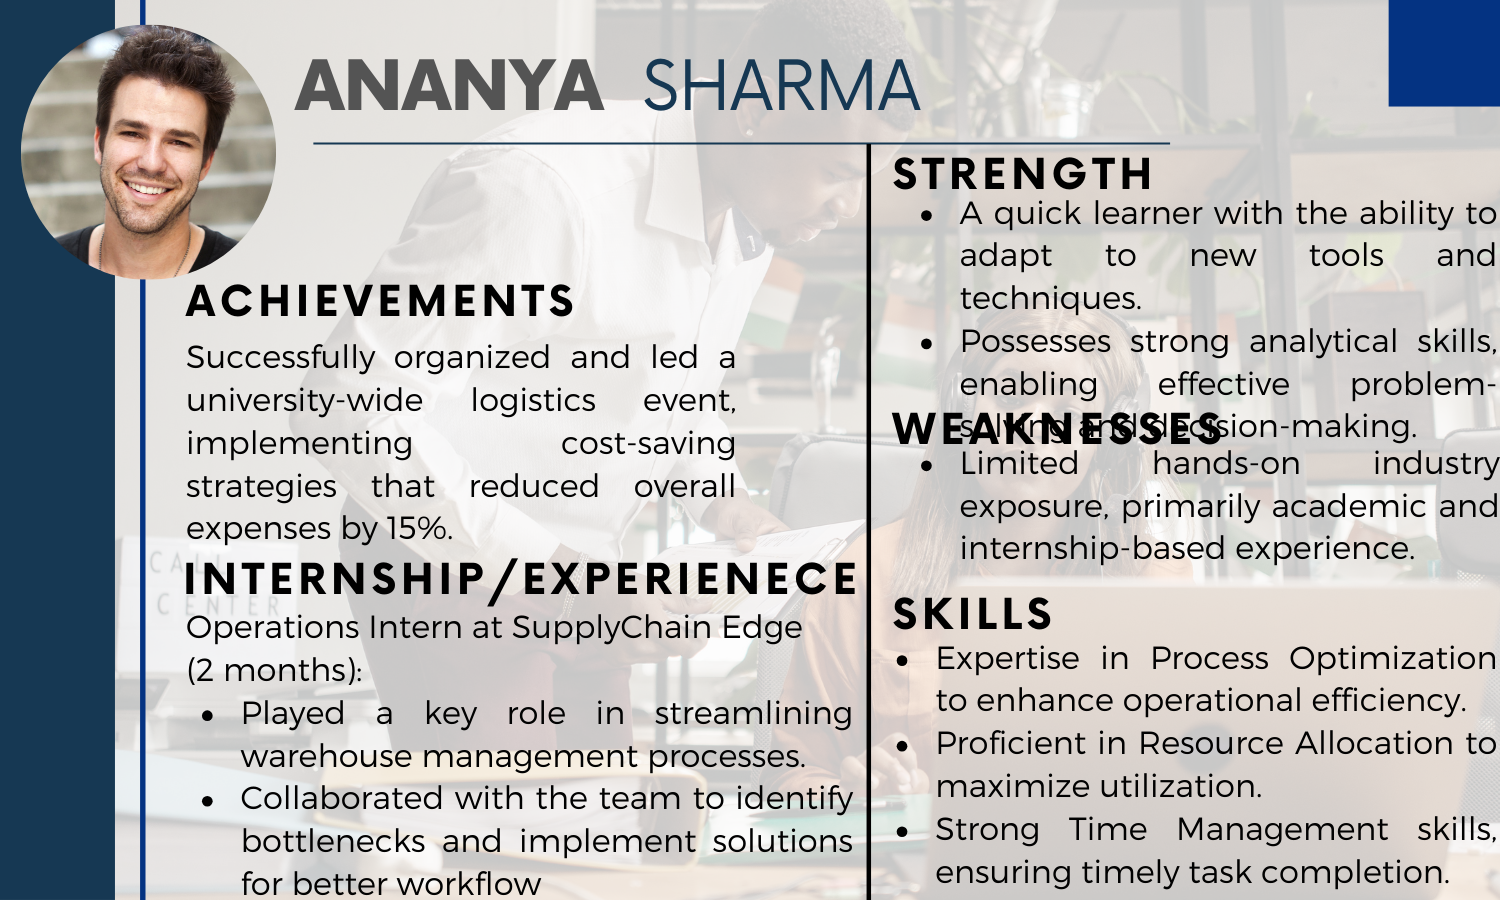 ANANYA SHARMA
ACHIEVEMENTS
Successfully organized and led a
university-wide logistics event,
implementing cost-saving
strategies that reduced overall
expenses by 15%.
INTERNSHIP/EXPERIENECE
Operations Intern at SupplyChain Edge
(2 months):
• Played a key role in streamlining
warehouse management processes.
• Collaborated with the team to identify
bottlenecks and implement solutions
for better workflow
STRENGTH
• A quick learner with the ability to
adapt to new tools and
techniques.
• Possesses strong analytical skills,
enabling effective problem-
solving and decision-making.
WEAKNESSES
• Limited hands-on industry
exposure, primarily academic and
internship-based experience.
SKILLS
• Expertise in Process Optimization
to enhance operational efficiency.
• Proficient in Resource Allocation to
maximize utilization.
• Strong Time Management skills,
ensuring timely task completion.
CALL
CENTER